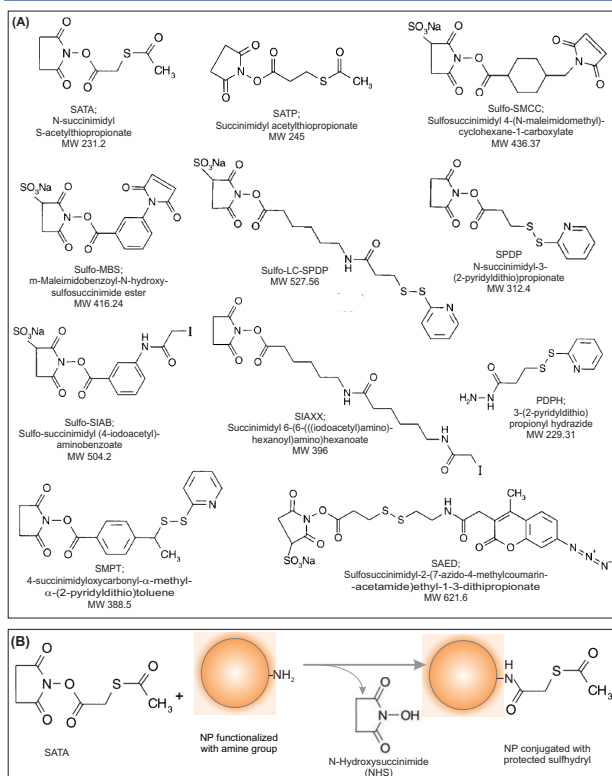 (A)
SATA;
N-succinimidyl
S-acetylthiopropionate
MW 231.2
SATP;
Succinimidyl acetylthiopropionate
MW 245
Sulfo-SMCC;
Sulfosuccinimidyl 4-(N-maleimidomethyl)-
cyclohexane-1-carboxylate
MW 436.37
Sulfo-MBS;
m-Maleimidobenzoyl-N-hydroxy-
sulfosuccinimide ester
MW 416.24
Sulfo-LC-SPDP
MW 527.56
SPDP
N-succinimidyl-3-
(2-pyridyldithio)propionate
MW 312.4
Sulfo-SIAB;
Sulfo-succinimidyl (4-iodoacetyl)-
aminobenzoate
MW 504.2
SIAXX;
Succinimidyl 6-(6-(((iodoacetyl)amino)-
hexanoyl)amino)hexanoate
MW 396
PDPH;
3-(2-pyridyldithio)
propionyl hydrazide
MW 229.31
SMPT;
4-succinimidyloxycarbonyl-α-methyl-
α-(2-pyridyldithio)toluene
MW 388.5
SAED;
Sulfosuccinimidyl-2-(7-azido-4-methylcoumarin-
-acetamide)ethyl-1-3-dithipropionate
MW 621.6
(B)
SATA
+
NH2
NP functionalized
with amine group
N-Hydroxysuccinimide
(NHS)
NP conjugated with
protected sulfhydryl